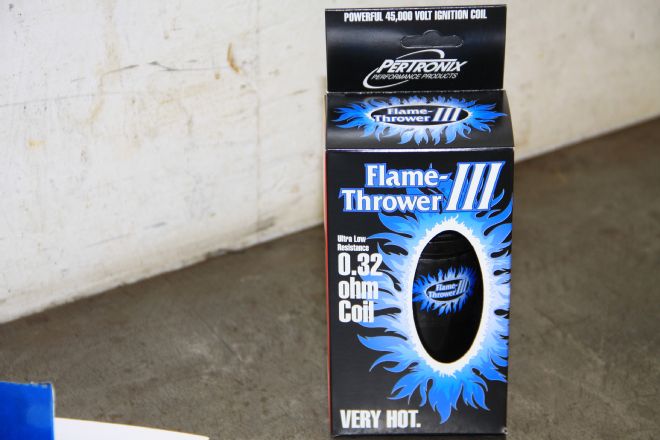 POWERFUL 45,000 VOLT IGNITION COIL
PERTRONIX
PERFORMANCE PRODUCTS
Flame-
Thrower III
Flame-
Thrower III
Ultra Low
Resistance
0.32
ohm
Coil
Flame-
Thrower III
VERY HOT.